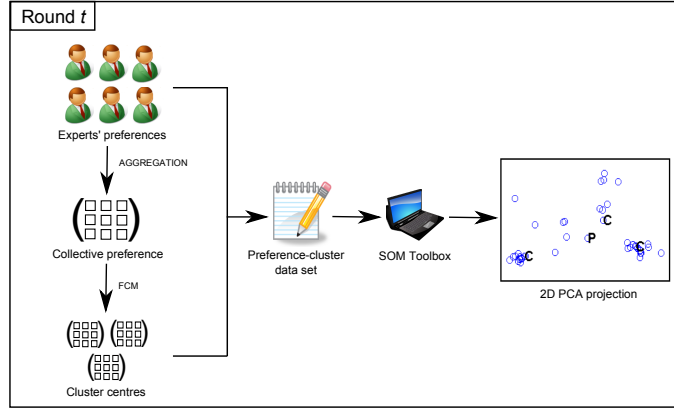 Round t
Experts' preferences
AGGREGATION
Collective preference
FCM
Cluster centres
Preference-cluster
data set
SOM Toolbox
C
P
C
C
2D PCA projection